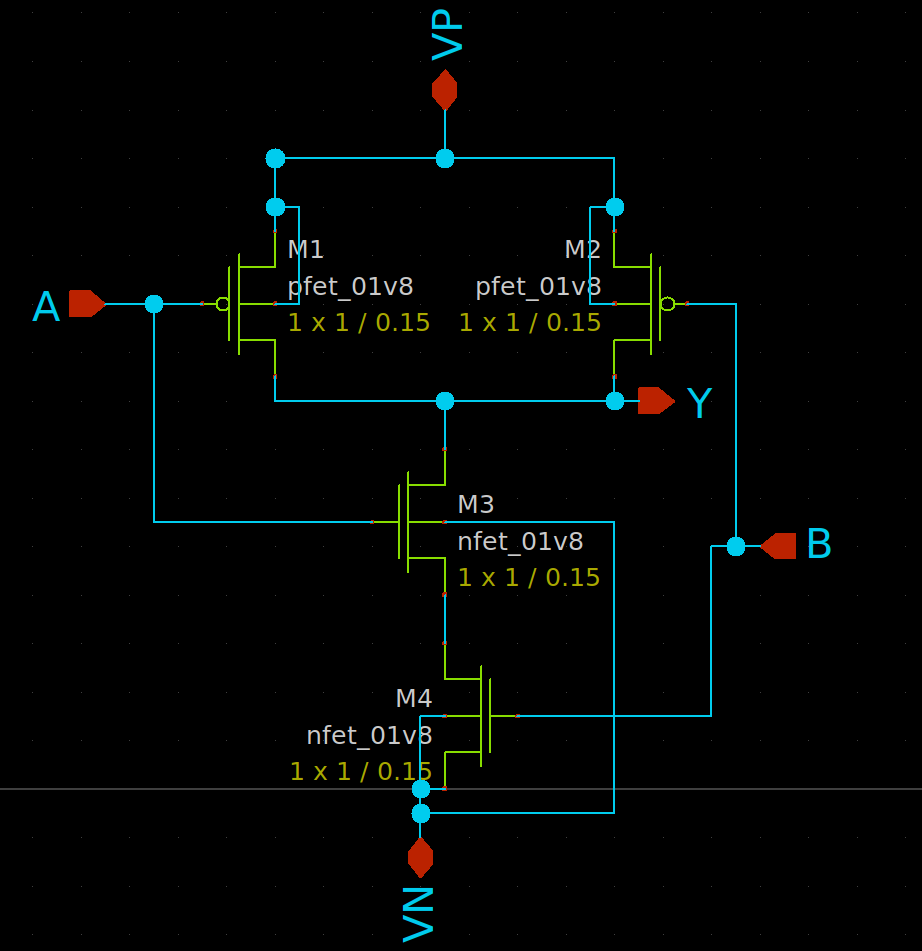 VP
M1
pfet_01v8
1 x 1 / 0.15
M2
pfet_01v8
1 x 1 / 0.15
A
Y
M3
nfet_01v8
1 x 1 / 0.15
B
M4
nfet_01v8
1 x 1 / 0.15
VN